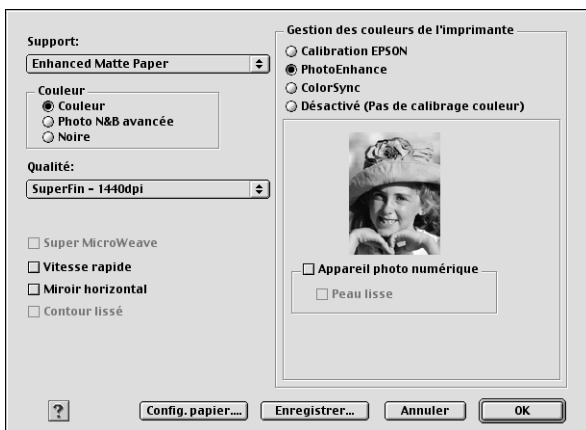 Support:
Enhanced Matte Paper
Couleur
Couleur
Photo N&B avancée
Noire
Qualité:
SuperFin - 1440dpi
Super MicroWeave
Vitesse rapide
Miroir horizontal
Contour lissé
Gestion des couleurs de l'imprimante
Calibration EPSON
PhotoEnhance
ColorSync
Désactivé (Pas de calibrage couleur)
Appareil photo numérique
Peau lisse
?
Config. papier....
Enregistrer...
Annuler
OK